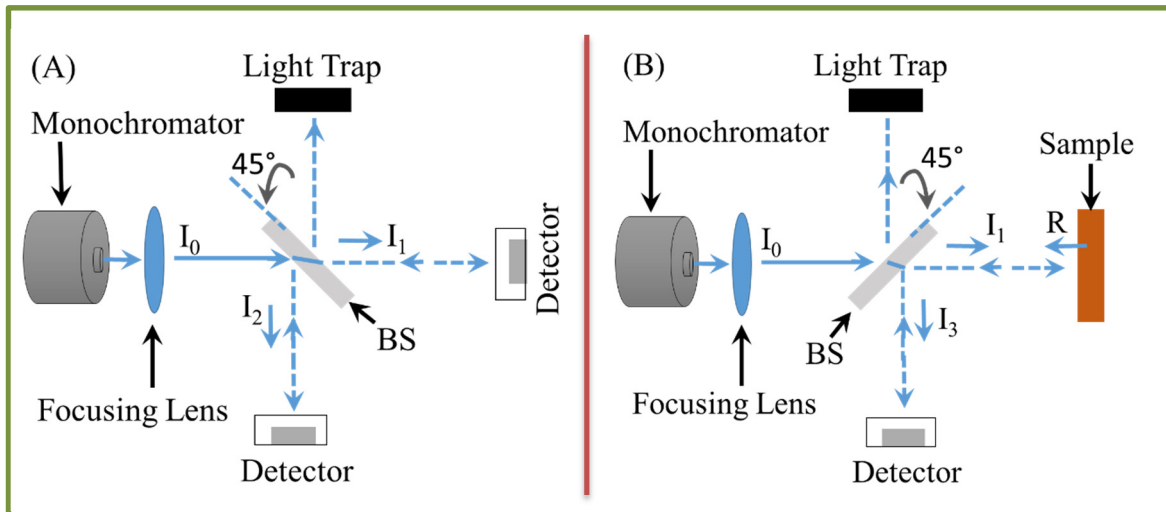 (A)
Light Trap
Monochromator
45°
I₀
I₁
I₂
BS
Detector
Focusing Lens
Detector
(B)
Light Trap
Monochromator
45°
Sample
I₀
I₁
R
I₃
BS
Focusing Lens
Detector